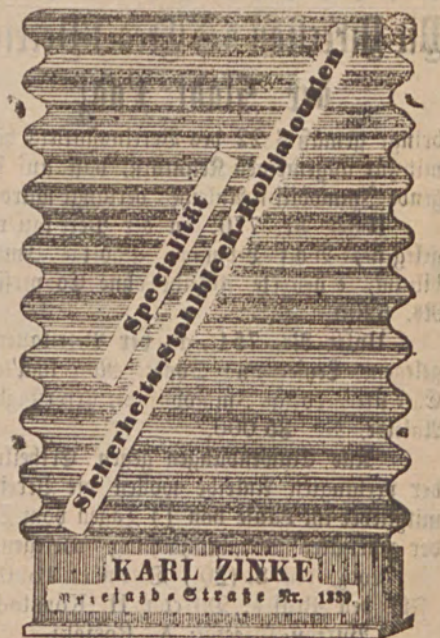 Specialität
Sicherheits-Stahlblech-Rolljalousien
KARL ZINKE
Straße Nr. 1339.